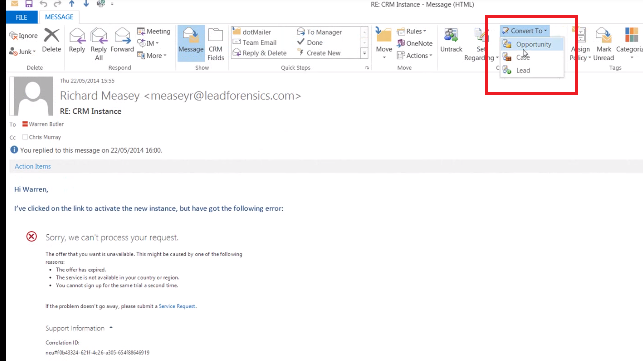 RE: CRM Instance - Message (HTML)
FILE
MESSAGE
Ignore
Junk
Delete
Reply
Reply All
Forward
Meeting
IM
More
Message
CRM Fields
dotMailer
Team Email
Reply & Delete
To Manager
Done
Create New
Move
Rules
OneNote
Actions
Untrack
Set Regarding
Convert To
Opportunity
Case
Lead
Assign Policy
Mark Unread
Delete
Respond
Show
Quick Steps
Move
Tags
Thu 22/05/2014 15:55
Richard Measey <measeyr@leadforensics.com>
RE: CRM Instance
To Warren Butler
Cc Chris Murray
You replied to this message on 22/05/2014 16:00.
Action Items
Hi Warren,
I've clicked on the link to activate the new instance, but have got the following error:
Sorry, we can't process your request.
The offer that you want is unavailable. This might be caused by one of the following
reasons:
• The offer has expired.
• The service is not available in your country or region.
• You cannot sign up for the same trial a second time.
If the problem doesn't go away, please submit a Service Request.
Support Information
Correlation ID: